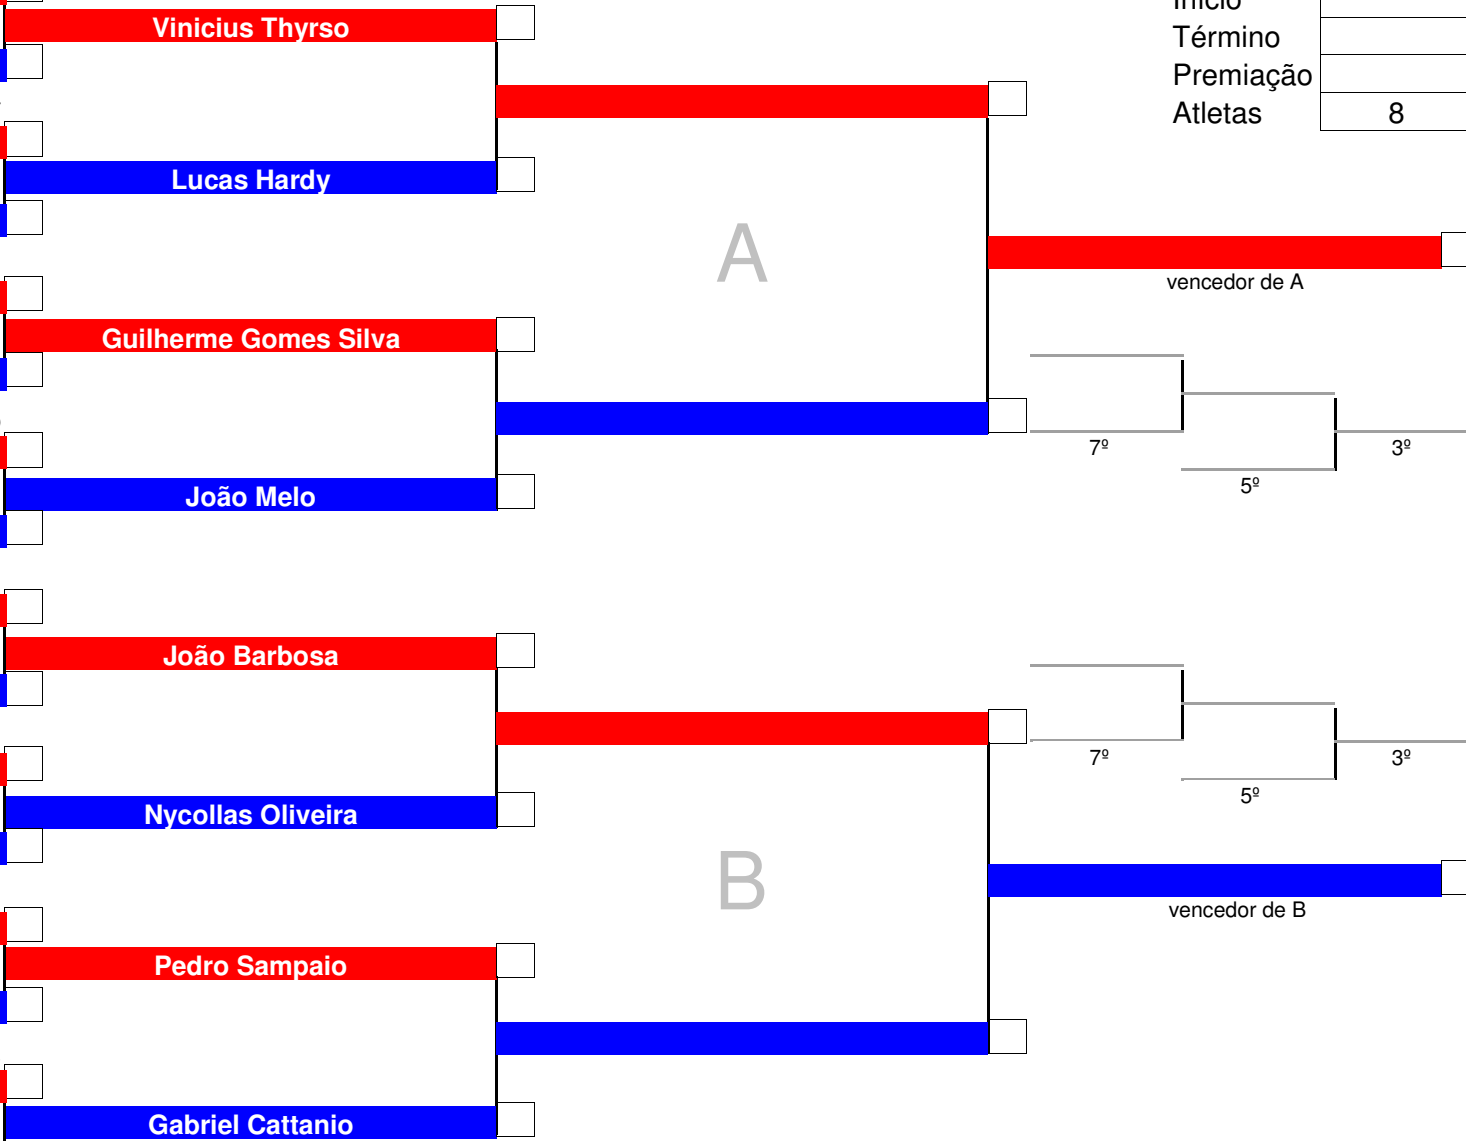 Início
Vinicius Thyrso
Término
Premiação
Atletas 8
Lucas Hardy
A
vencedor de A
Guilherme Gomes Silva
7º 3º
5º
João Melo
João Barbosa
7º 3º
5º
Nycollas Oliveira
B
vencedor de B
Pedro Sampaio
Gabriel Cattanio